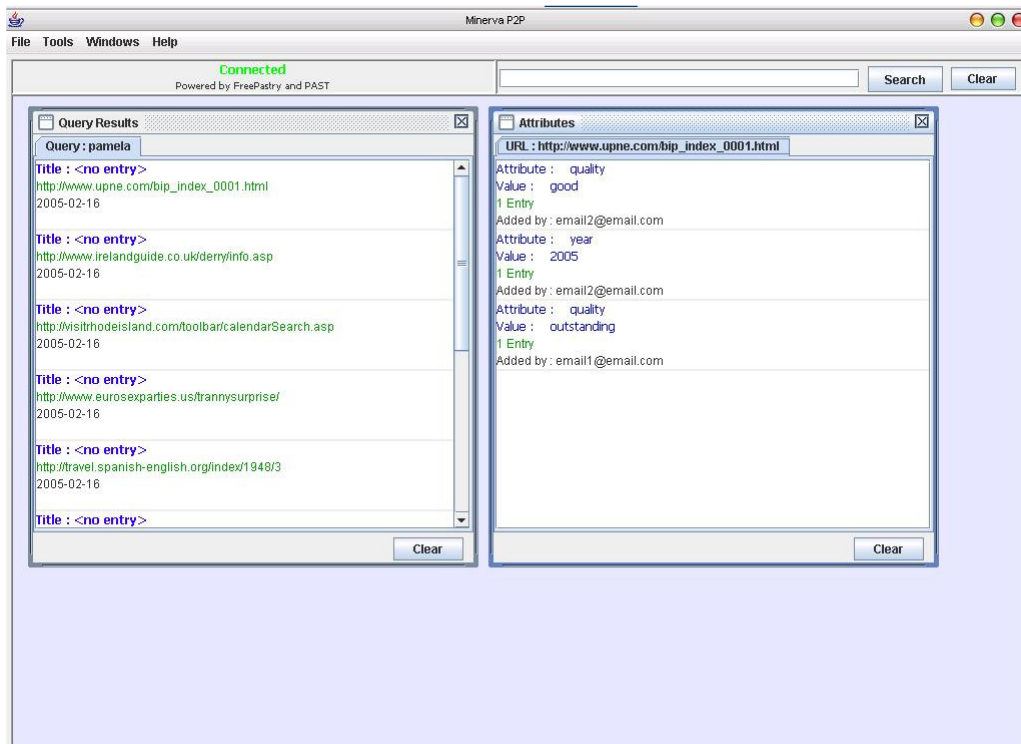 Minerva P2P
File Tools Windows Help
Connected
Powered by FreePastry and PAST
Search
Clear
Query Results
Query : pamela
Title : <no entry>
http://www.upne.com/bip_index_0001.html
2005-02-16
Title : <no entry>
http://www.irelandguide.co.uk/derry/info.asp
2005-02-16
Title : <no entry>
http://visitrhodeisland.com/toolbar/calendarSearch.asp
2005-02-16
Title : <no entry>
http://www.eurosexparties.us/trannysurprise/
2005-02-16
Title : <no entry>
http://travel.spanish-english.org/index/1948/3
2005-02-16
Title : <no entry>
Clear
Attributes
URL : http://www.upne.com/bip_index_0001.html
Attribute : quality
Value : good
1 Entry
Added by : email2@email.com
Attribute : year
Value : 2005
1 Entry
Added by : email2@email.com
Attribute : quality
Value : outstanding
1 Entry
Added by : email1@email.com
Clear